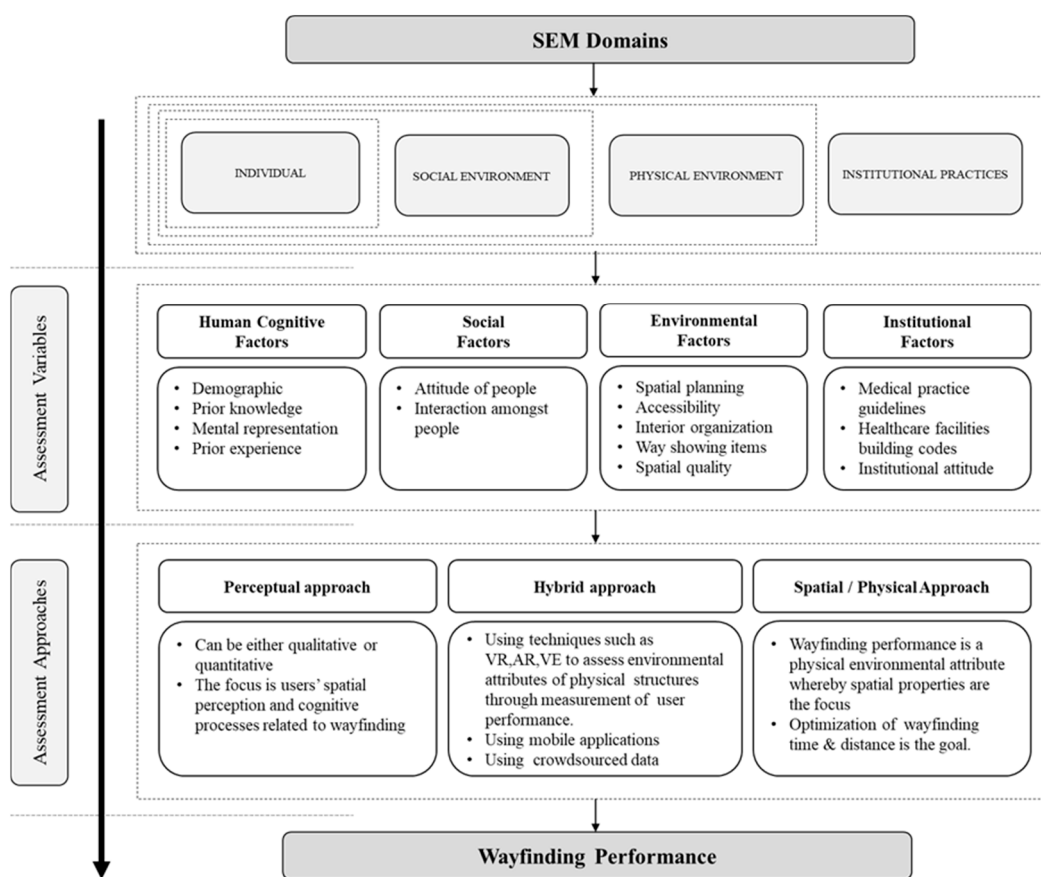 SEM Domains
INDIVIDUAL
SOCIAL ENVIRONMENT
PHYSICAL ENVIRONMENT
INSTITUTIONAL PRACTICES
Assessment Variables
Human Cognitive
Factors
• Demographic
• Prior knowledge
• Mental representation
• Prior experience
Social
Factors
• Attitude of people
• Interaction amongst
people
Environmental
Factors
• Spatial planning
• Accessibility
• Interior organization
• Way showing items
• Spatial quality
Institutional
Factors
• Medical practice
guidelines
• Healthcare facilities
building codes
• Institutional attitude
Assessment Approaches
Perceptual approach
• Can be either qualitative or
quantitative
• The focus is users' spatial
perception and cognitive
processes related to wayfinding
Hybrid approach
• Using techniques such as
VR,AR,VE to assess environmental
attributes of physical structures
through measurement of user
performance.
• Using mobile applications
• Using crowdsourced data
Spatial / Physical Approach
• Wayfinding performance is a
physical environmental attribute
whereby spatial properties are
the focus
• Optimization of wayfinding
time & distance is the goal.
Wayfinding Performance